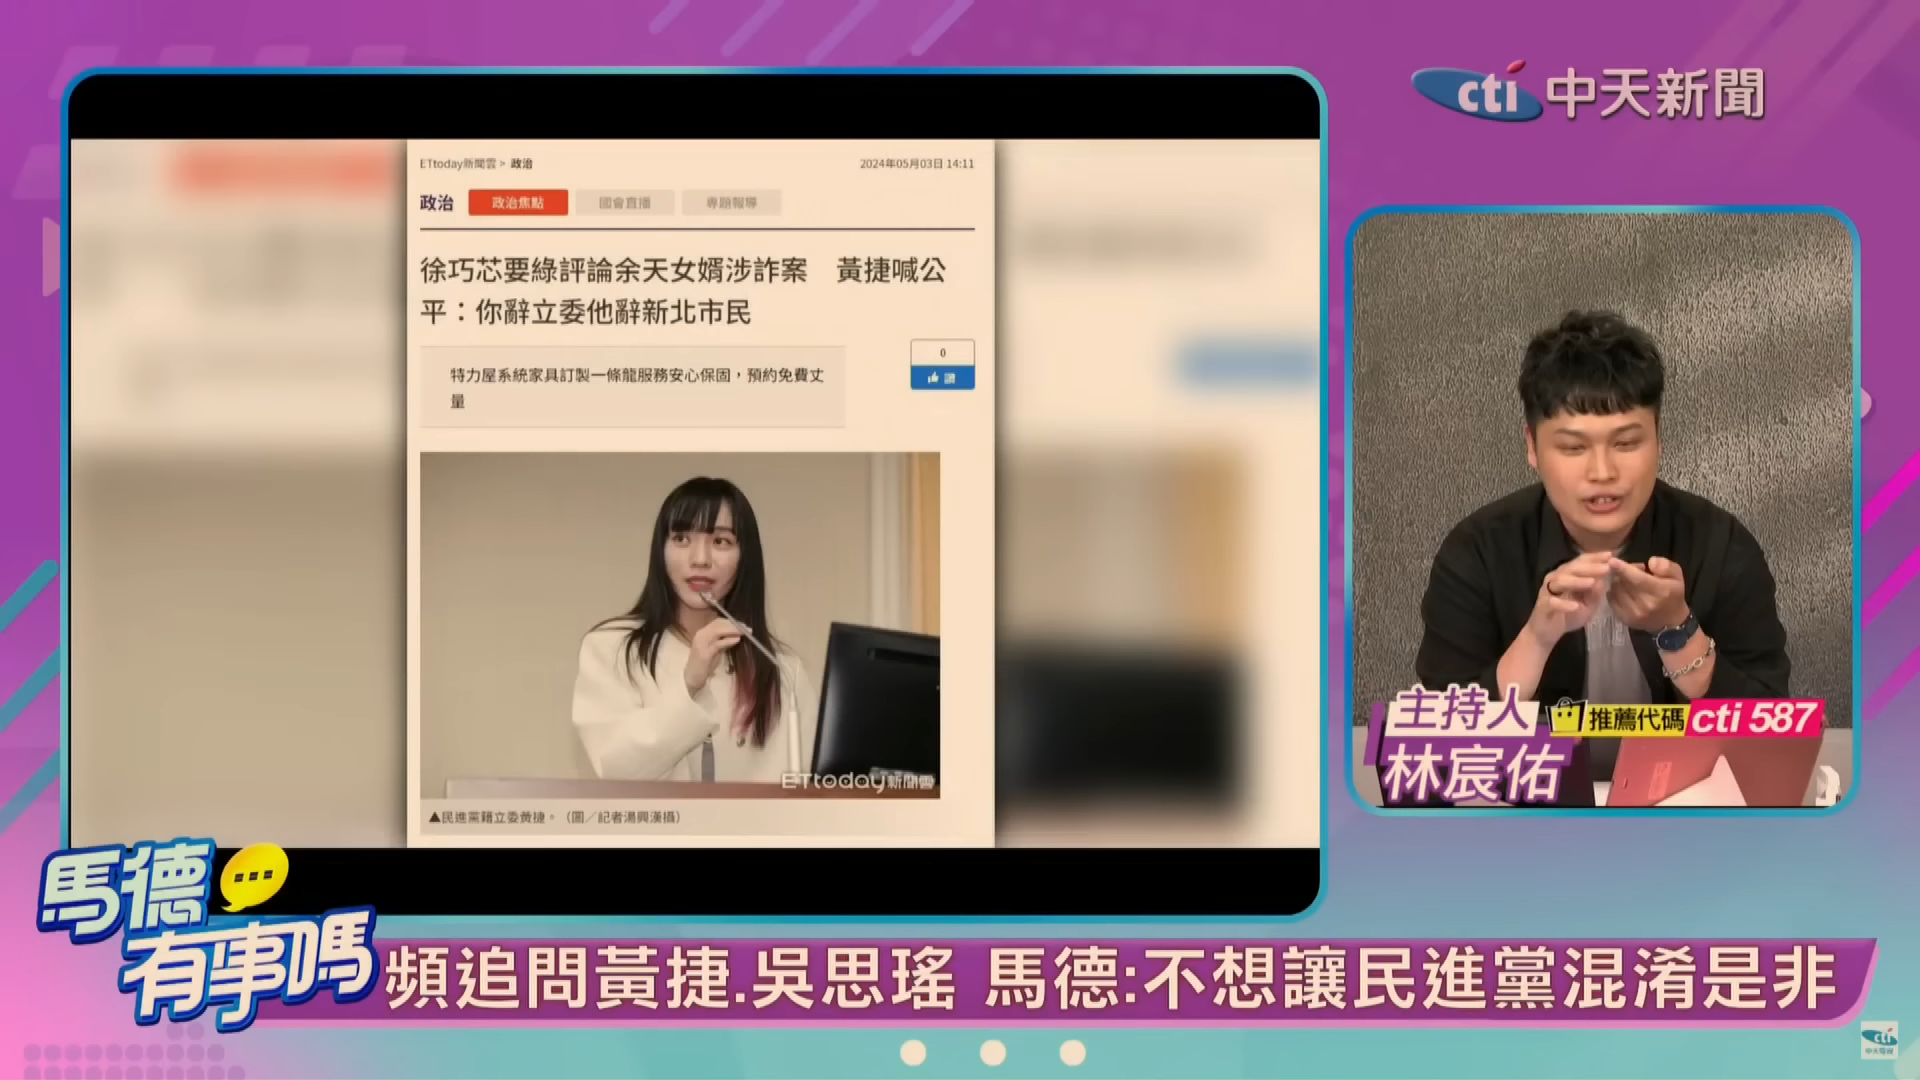 cti 中天新聞
ETtoday新聞雲 > 政治
2024年05月03日 14:11
政治
政治焦點
國會直播
專題報導
徐巧芯要綠評論余天女婿涉詐案 黃捷喊公
平：你辭立委他辭新北市民
0
讚
特力屋系統家具訂製一條龍服務安心保固，預約免費丈
量
ETtoday新聞雲
▲民進黨籍立委黃捷。（圖／記者湯興漢攝）
主持人
林宸佑
推薦代碼 cti 587
馬德
有事嗎
頻追問黃捷.吳思瑤 馬德:不想讓民進黨混淆是非
cti
中天電視